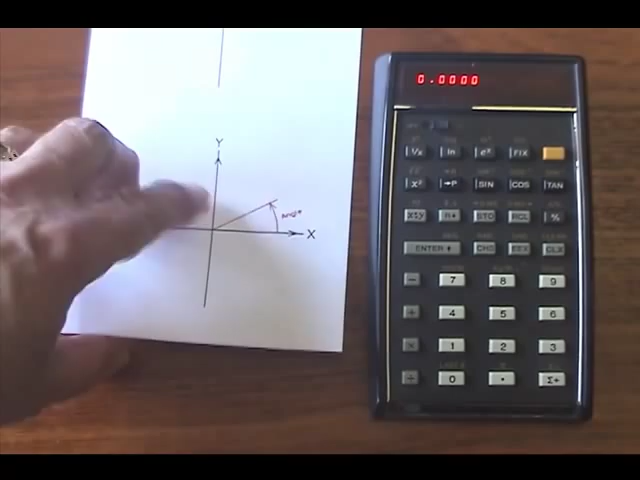 0.0000
Y
X
1/x ln eˣ FIX
x² →P SIN COS TAN
x⇄y R↓ STO RCL %
ENTER ↑ CHS EEX CLX
− 7 8 9
+ 4 5 6
× 1 2 3
÷ 0 . Σ+